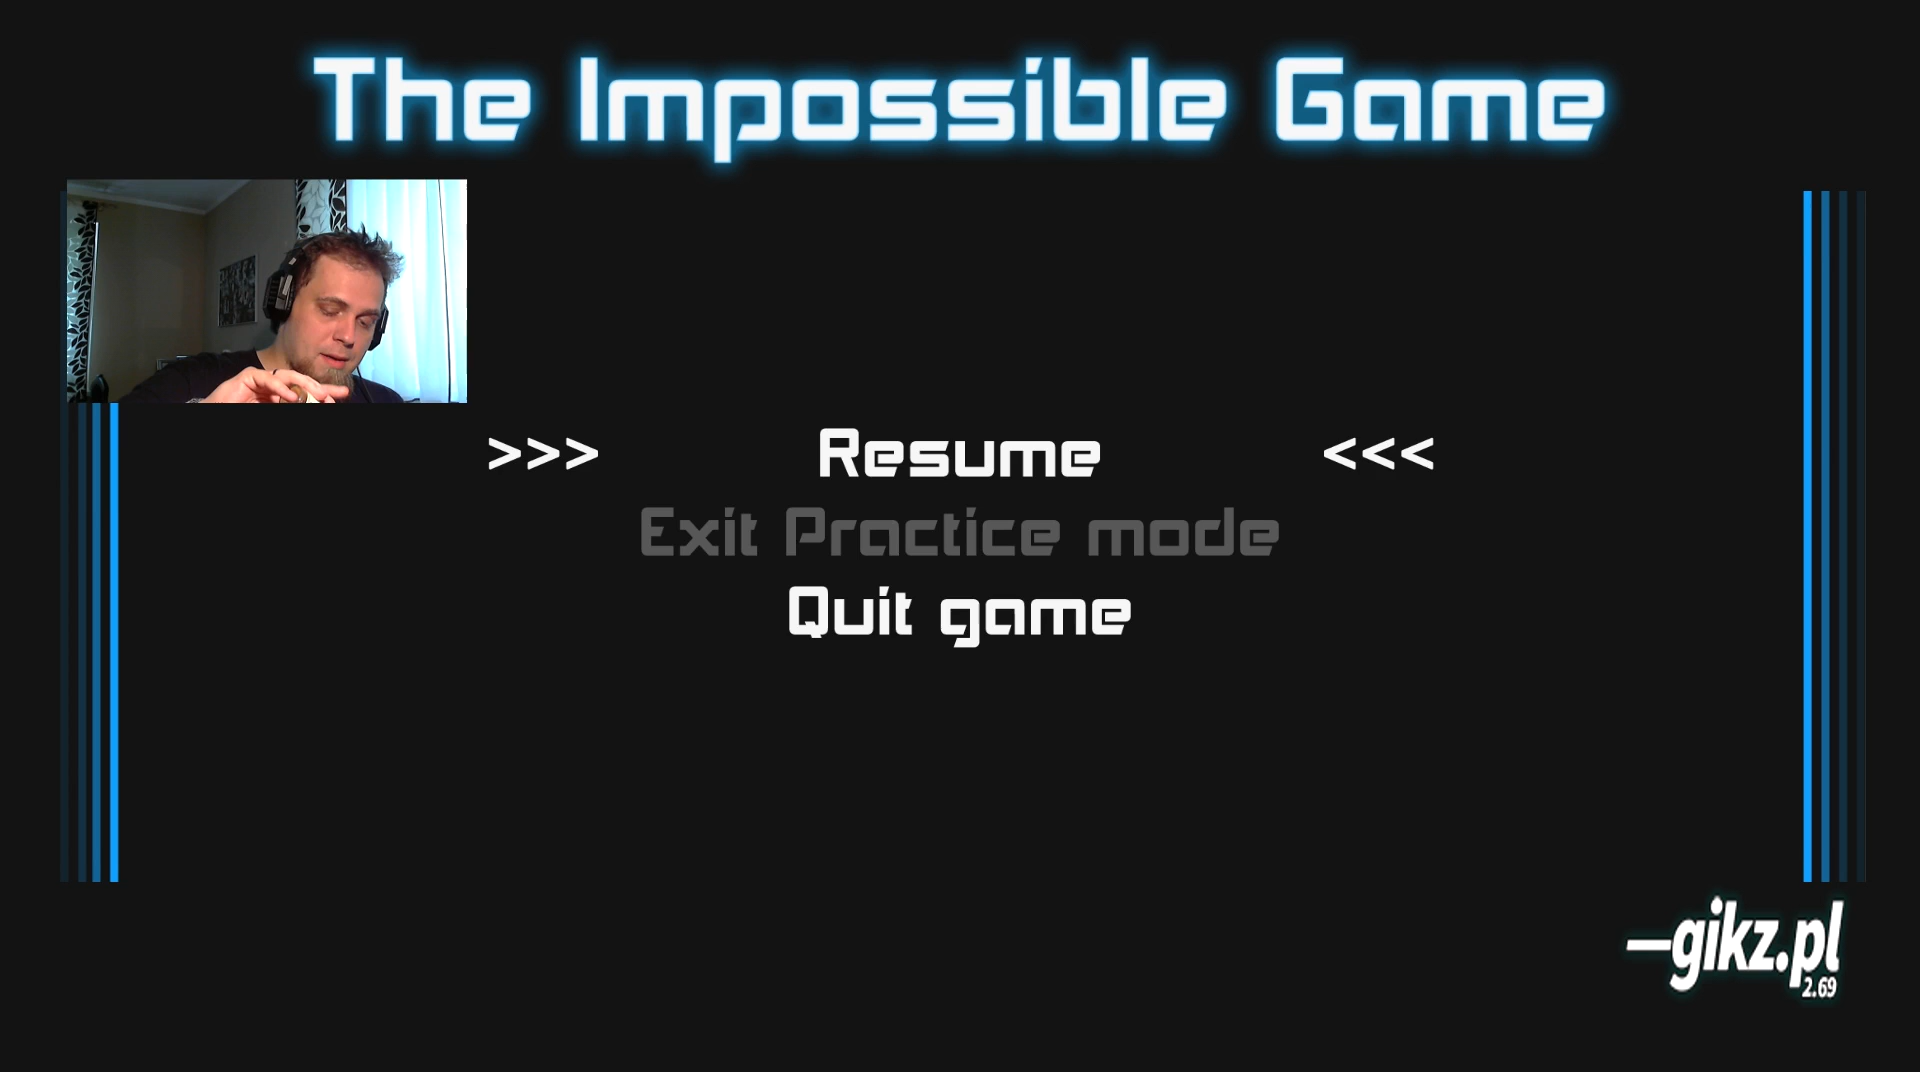 The Impossible Game
>>> Resume <<<
Exit Practice mode
Quit game
—gikz.pl
2.69